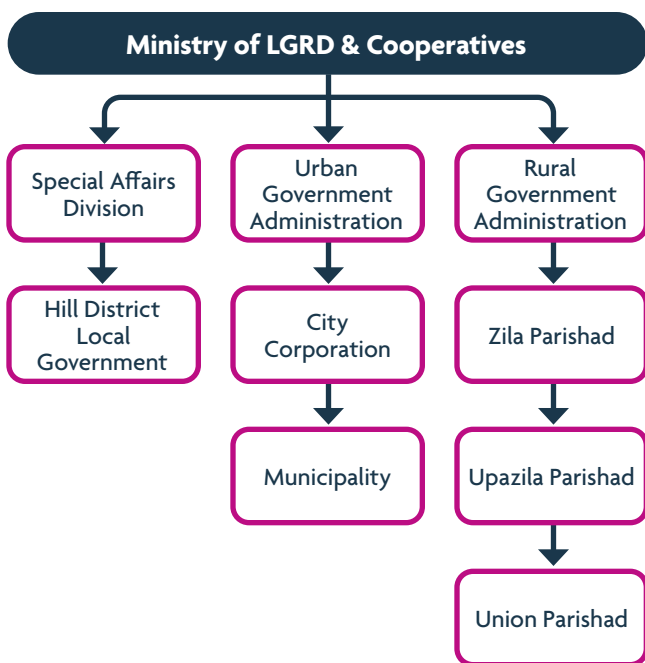 Ministry of LGRD & Cooperatives
Special Affairs
Division
Urban
Government
Administration
Rural
Government
Administration
Hill District
Local
Government
City
Corporation
Zila Parishad
Municipality
Upazila Parishad
Union Parishad